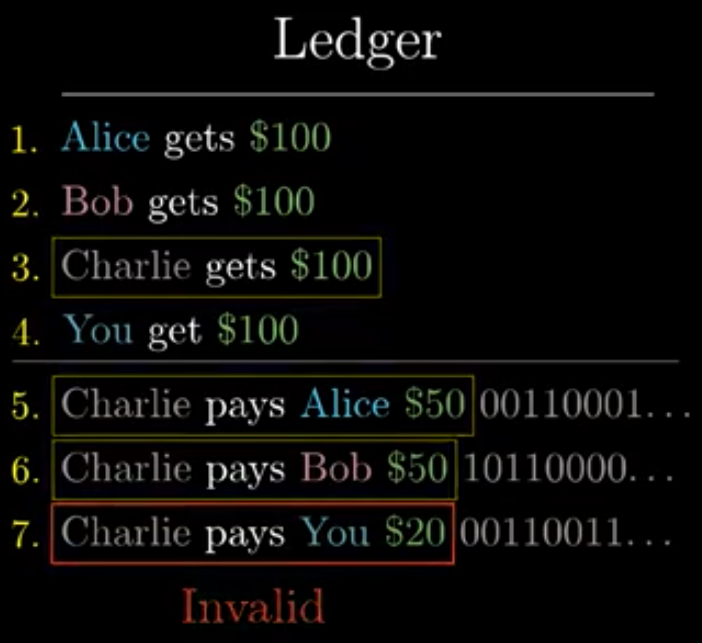 Ledger
1. Alice gets $100
2. Bob gets $100
3. Charlie gets $100
4. You get $100
5. Charlie pays Alice $50 00110001...
6. Charlie pays Bob $50 10110000...
7. Charlie pays You $20 00110011...
Invalid